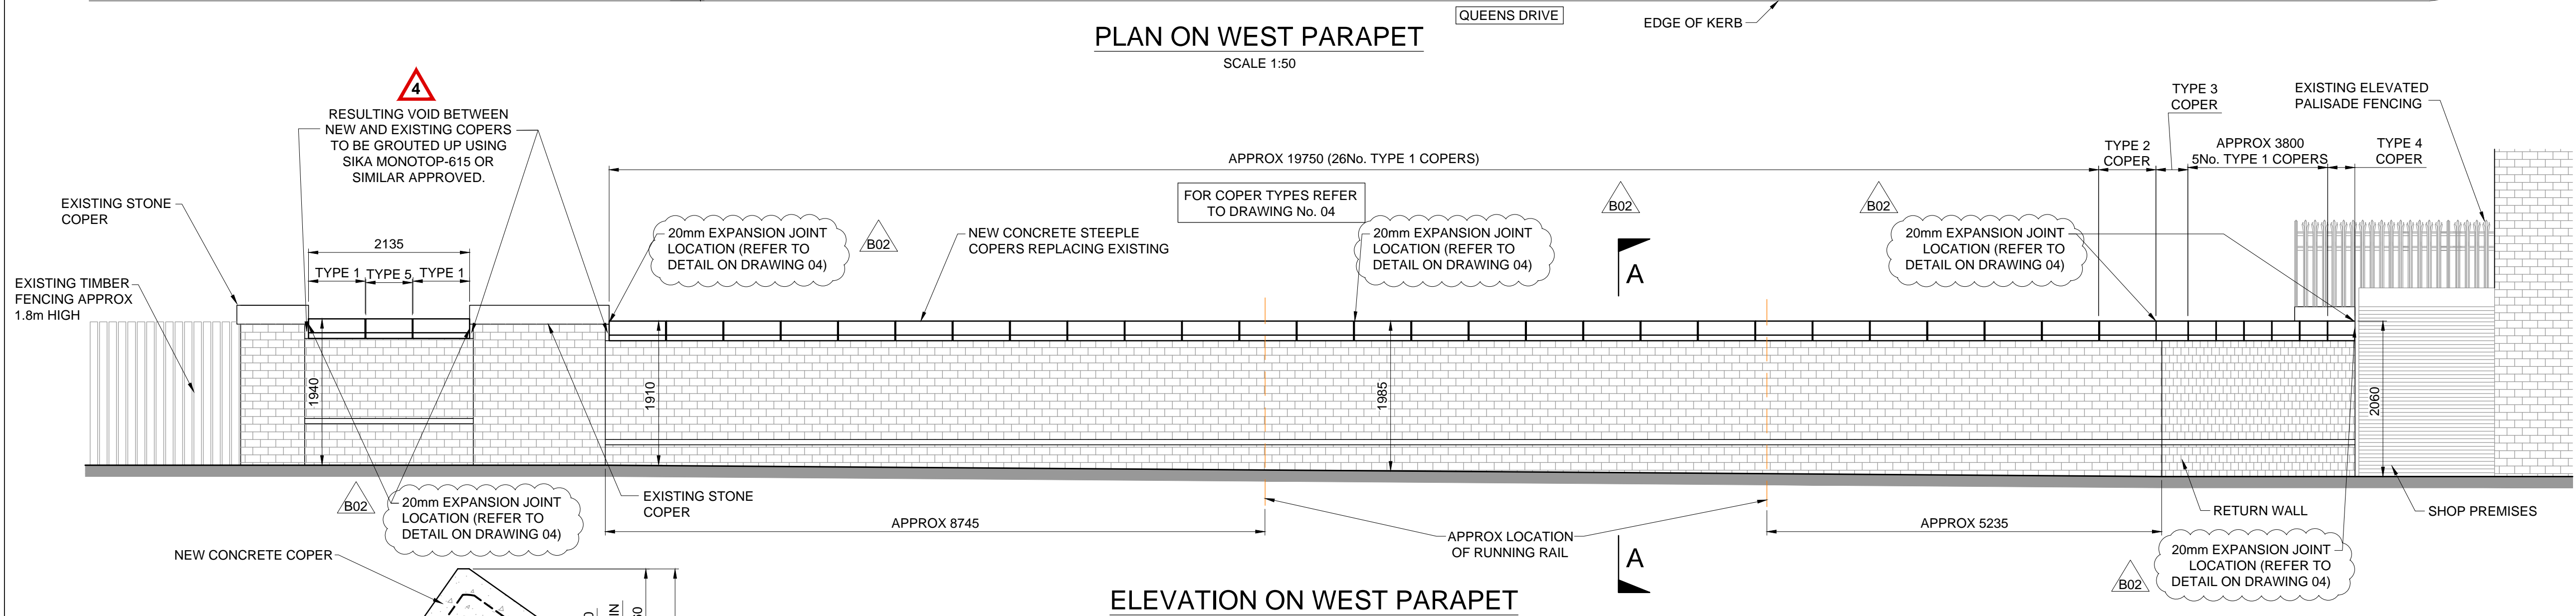 QUEENS DRIVE
EDGE OF KERB
PLAN ON WEST PARAPET
SCALE 1:50
4
RESULTING VOID BETWEEN
NEW AND EXISTING COPERS
TO BE GROUTED UP USING
SIKA MONOTOP-615 OR
SIMILAR APPROVED.
TYPE 3
COPER
EXISTING ELEVATED
PALISADE FENCING
APPROX 19750 (26No. TYPE 1 COPERS)
TYPE 2
COPER
APPROX 3800
5No. TYPE 1 COPERS
TYPE 4
COPER
FOR COPER TYPES REFER
TO DRAWING No. 04
EXISTING STONE
COPER
2135
TYPE 1
TYPE 5
TYPE 1
20mm EXPANSION JOINT
LOCATION (REFER TO
DETAIL ON DRAWING 04)
B02
NEW CONCRETE STEEPLE
COPERS REPLACING EXISTING
20mm EXPANSION JOINT
LOCATION (REFER TO
DETAIL ON DRAWING 04)
B02
A
B02
20mm EXPANSION JOINT
LOCATION (REFER TO
DETAIL ON DRAWING 04)
EXISTING TIMBER
FENCING APPROX
1.8m HIGH
1940
1910
1985
2060
B02
20mm EXPANSION JOINT
LOCATION (REFER TO
DETAIL ON DRAWING 04)
EXISTING STONE
COPER
APPROX 8745
APPROX LOCATION
OF RUNNING RAIL
A
APPROX 5235
RETURN WALL
SHOP PREMISES
B02
20mm EXPANSION JOINT
LOCATION (REFER TO
DETAIL ON DRAWING 04)
NEW CONCRETE COPER
ELEVATION ON WEST PARAPET